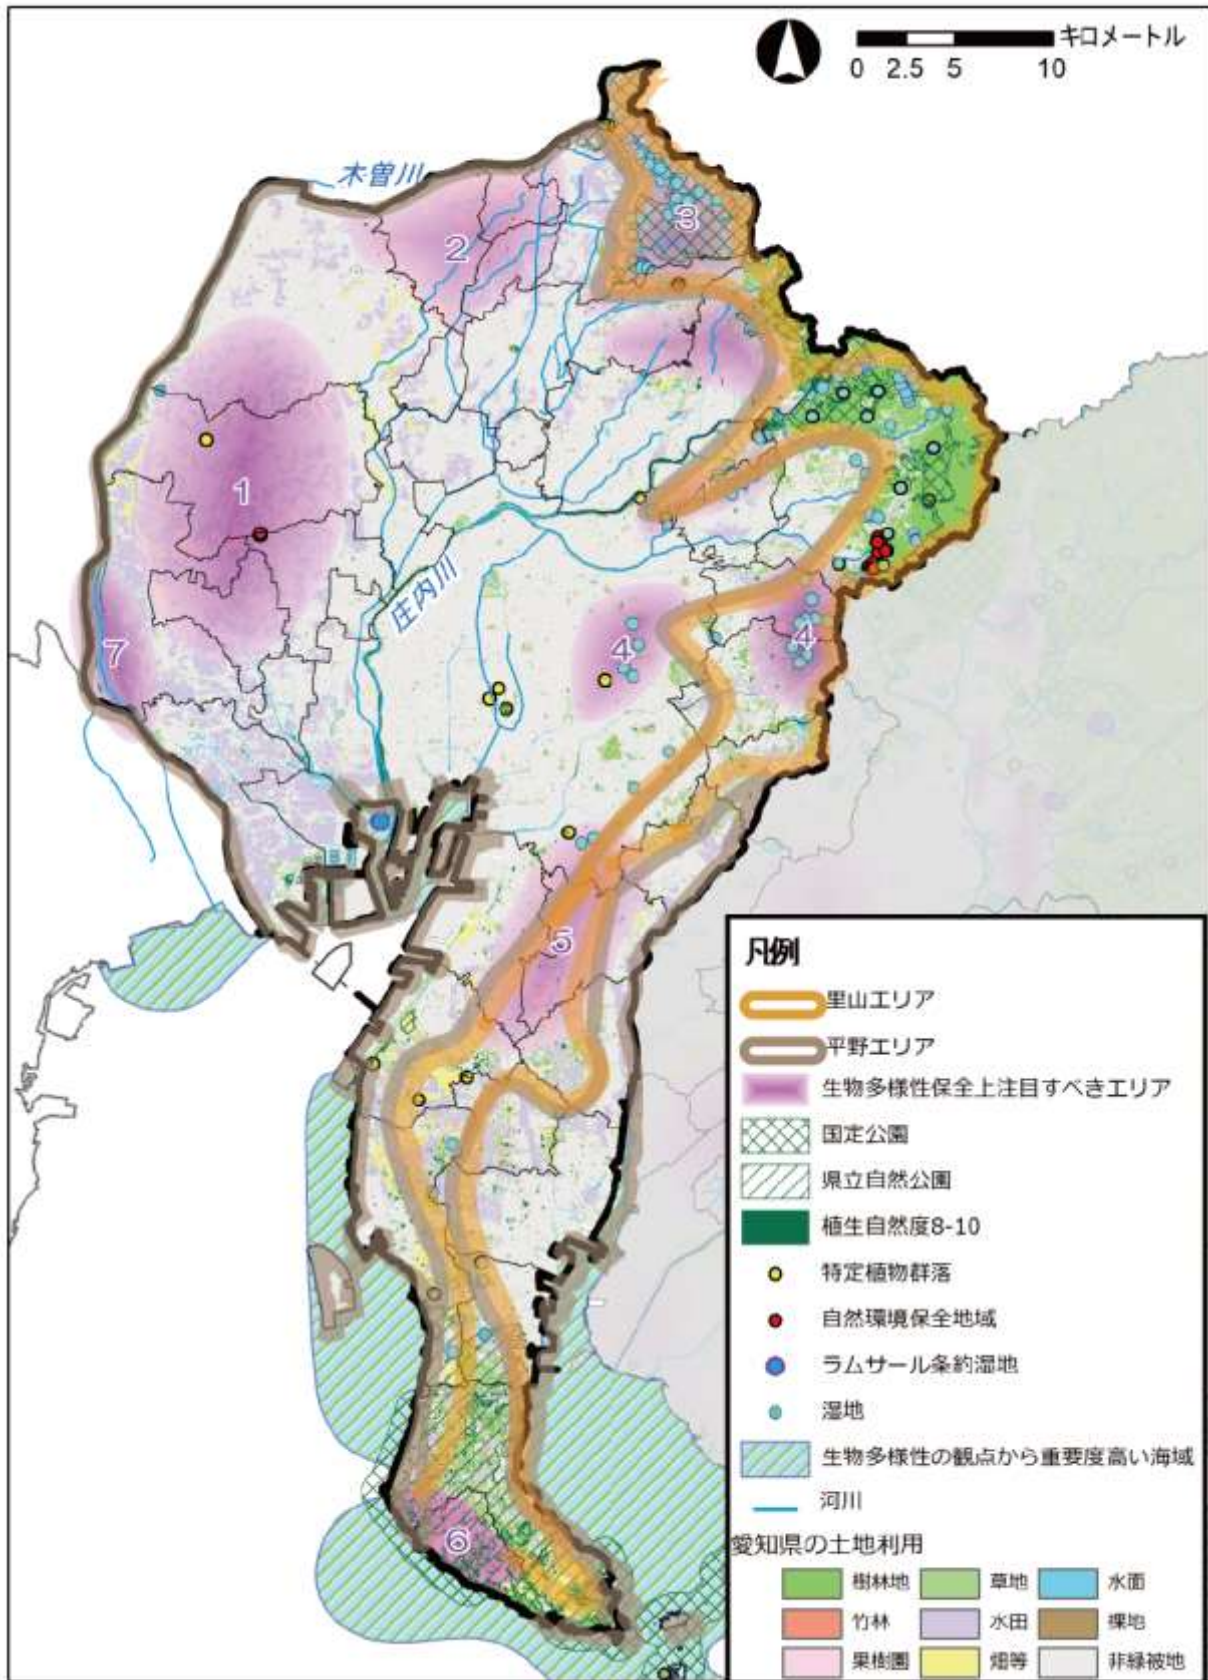 キロメートル
0 2.5 5 10
木曽川
3
2
1
庄内川
7
4
4
5
6
凡例
里山エリア
平野エリア
生物多様性保全上注目すべきエリア
国定公園
県立自然公園
植生自然度8-10
特定植物群落
自然環境保全地域
ラムサール条約湿地
湿地
生物多様性の観点から重要度高い海域
河川
愛知県の土地利用
樹林地 草地 水面
竹林 水田 裸地
果樹園 畑等 非緑被地